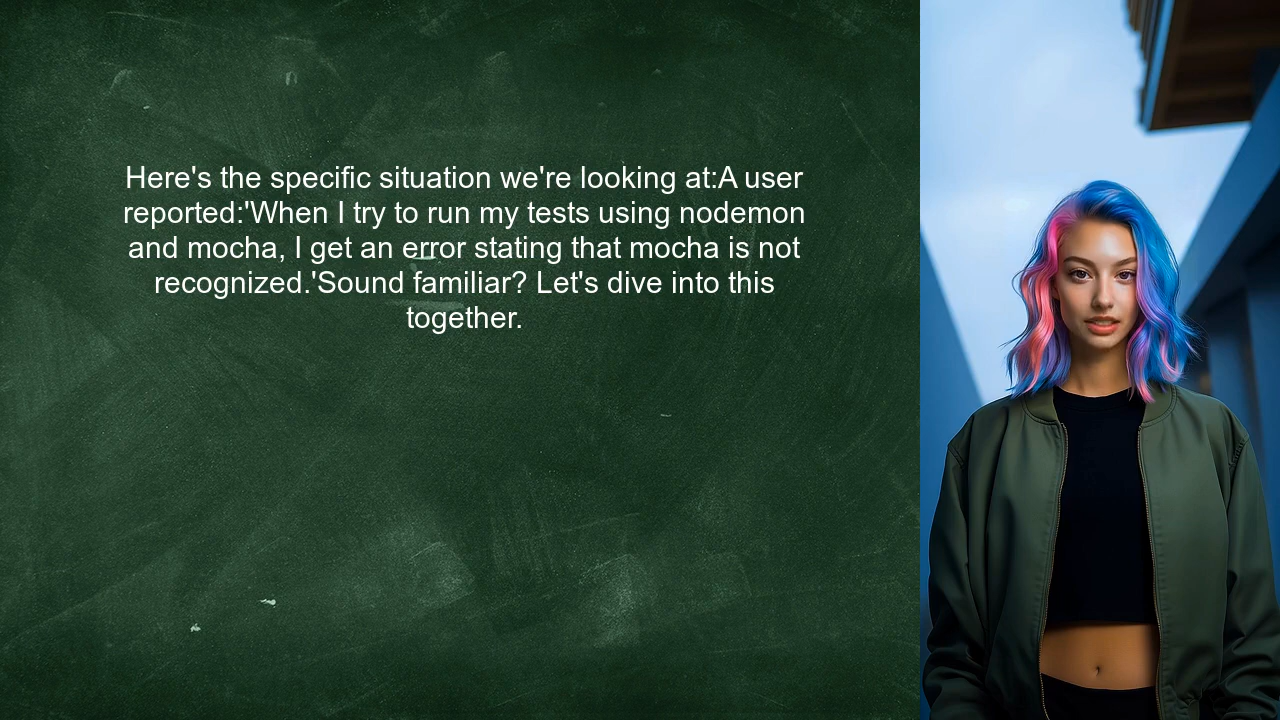 Here's the specific situation we're looking at:A user
reported:'When I try to run my tests using nodemon
and mocha, I get an error stating that mocha is not
recognized.'Sound familiar? Let's dive into this
together.